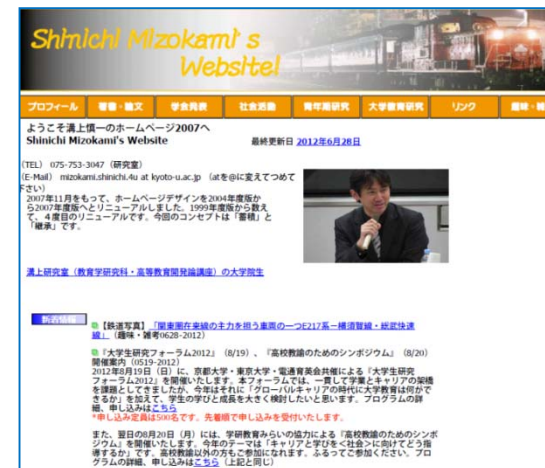 Shinichi Mizokami's
Website!
プロフィール 著書・論文 学会発表 社会活動 青年期研究 大学教育研究 リンク 趣味・雑
ようこそ溝上慎一のホームページ2007へ
Shinichi Mizokami's Website
最終更新日 2012年6月28日
(TEL) 075-753-3047（研究室）
(E-Mail) mizokami.shinichi.4u at kyoto-u.ac.jp （atを@に変えてつめて
下さい）
2007年11月をもって、ホームページデザインを2004年度版か
ら2007年度版へとリニューアルしました。1999年度版から数え
て、４度目のリニューアルです。今回のコンセプトは「蓄積」と
「継承」です。
溝上研究室（教育学研究科・高等教育開発論講座）の大学院生
新着情報
【鉄道写真】「関東圏在来線の主力を担う車両の一つE217系－横須賀線・総武快速
線」（趣味・雑考0628-2012）
『大学生研究フォーラム2012』（8/19）、『高校教諭のためのシンポジウム』（8/20）
開催案内（0519-2012）
2012年8月19日（日）に、京都大学・東京大学・電通育英会共催による『大学生研究
フォーラム2012』を開催いたします。本フォーラムでは、一貫して学業とキャリアの架橋
を課題としてきましたが、今年はそれに「グローバルキャリアの時代に大学教育は何がで
きるか」を加えて、学生の学びと成長を大きく検討したいと思います。プログラムの詳
細、申し込みはこちら
*申し込み定員は500名です。先着順で申し込みを受付いたします。
また、翌日の8月20日（月）には、学研教育みらいの協力による『高校教諭のためのシンポ
ジウム』を開催いたします。今年のテーマは「キャリアと学びを＜社会＞に向けてどう指
導するか」です。高校教諭以外の方もご参加になれます。ふるってご参加ください。プロ
グラムの詳細、申し込みはこちら（上記と同じ）